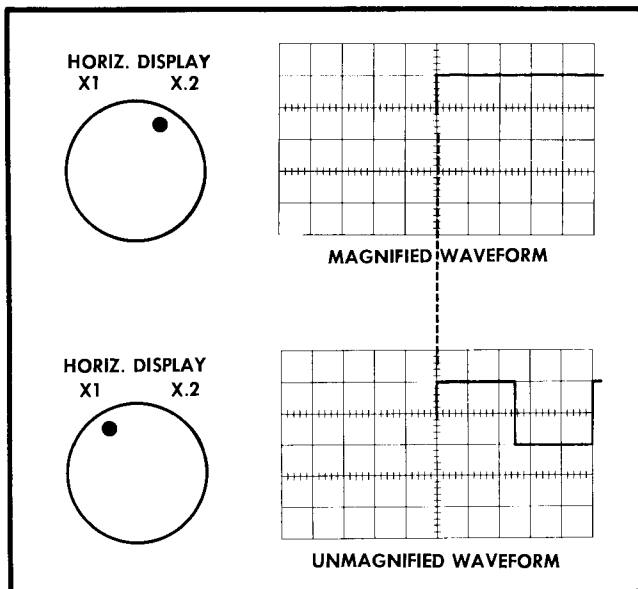 HORIZ. DISPLAY
X1 X.2
MAGNIFIED WAVEFORM
HORIZ. DISPLAY
X1 X.2
UNMAGNIFIED WAVEFORM